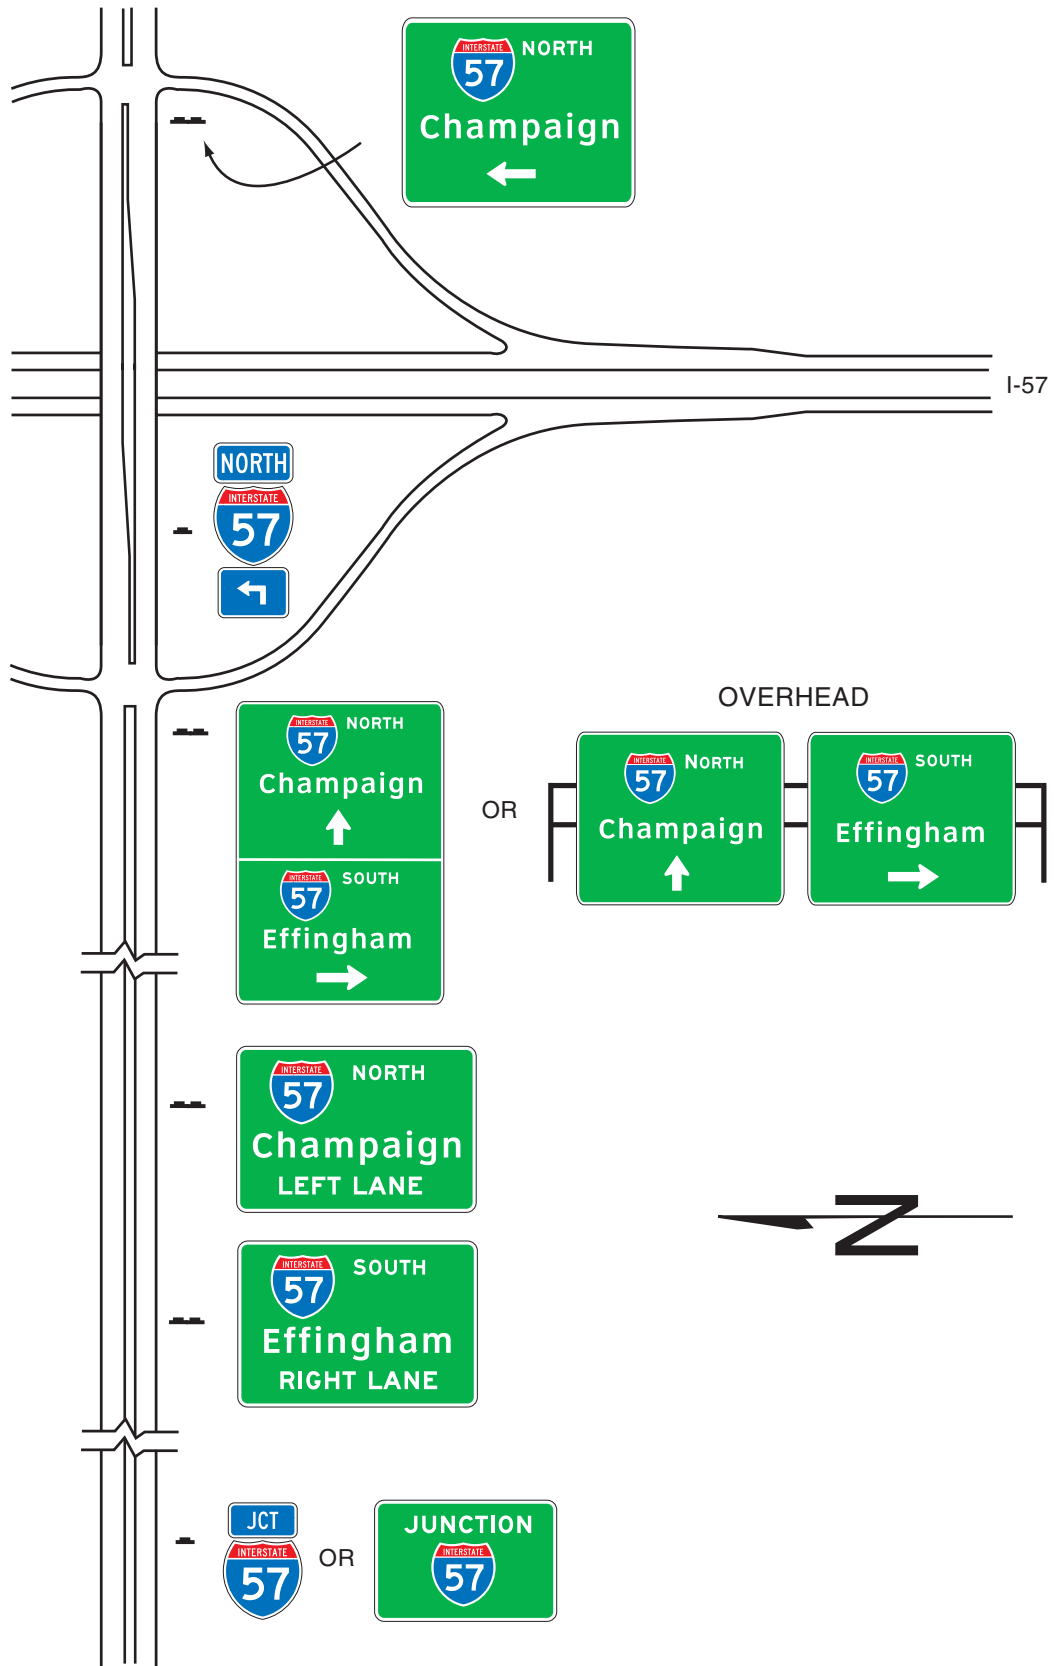 INTERSTATE
57 NORTH
Champaign
I-57
NORTH
INTERSTATE
57
INTERSTATE
57 NORTH
Champaign
INTERSTATE
57 SOUTH
Effingham
OR
OVERHEAD
INTERSTATE
57 NORTH
Champaign
INTERSTATE
57 SOUTH
Effingham
INTERSTATE
57 NORTH
Champaign
LEFT LANE
N
INTERSTATE
57 SOUTH
Effingham
RIGHT LANE
JCT
INTERSTATE
57
OR
JUNCTION
INTERSTATE
57